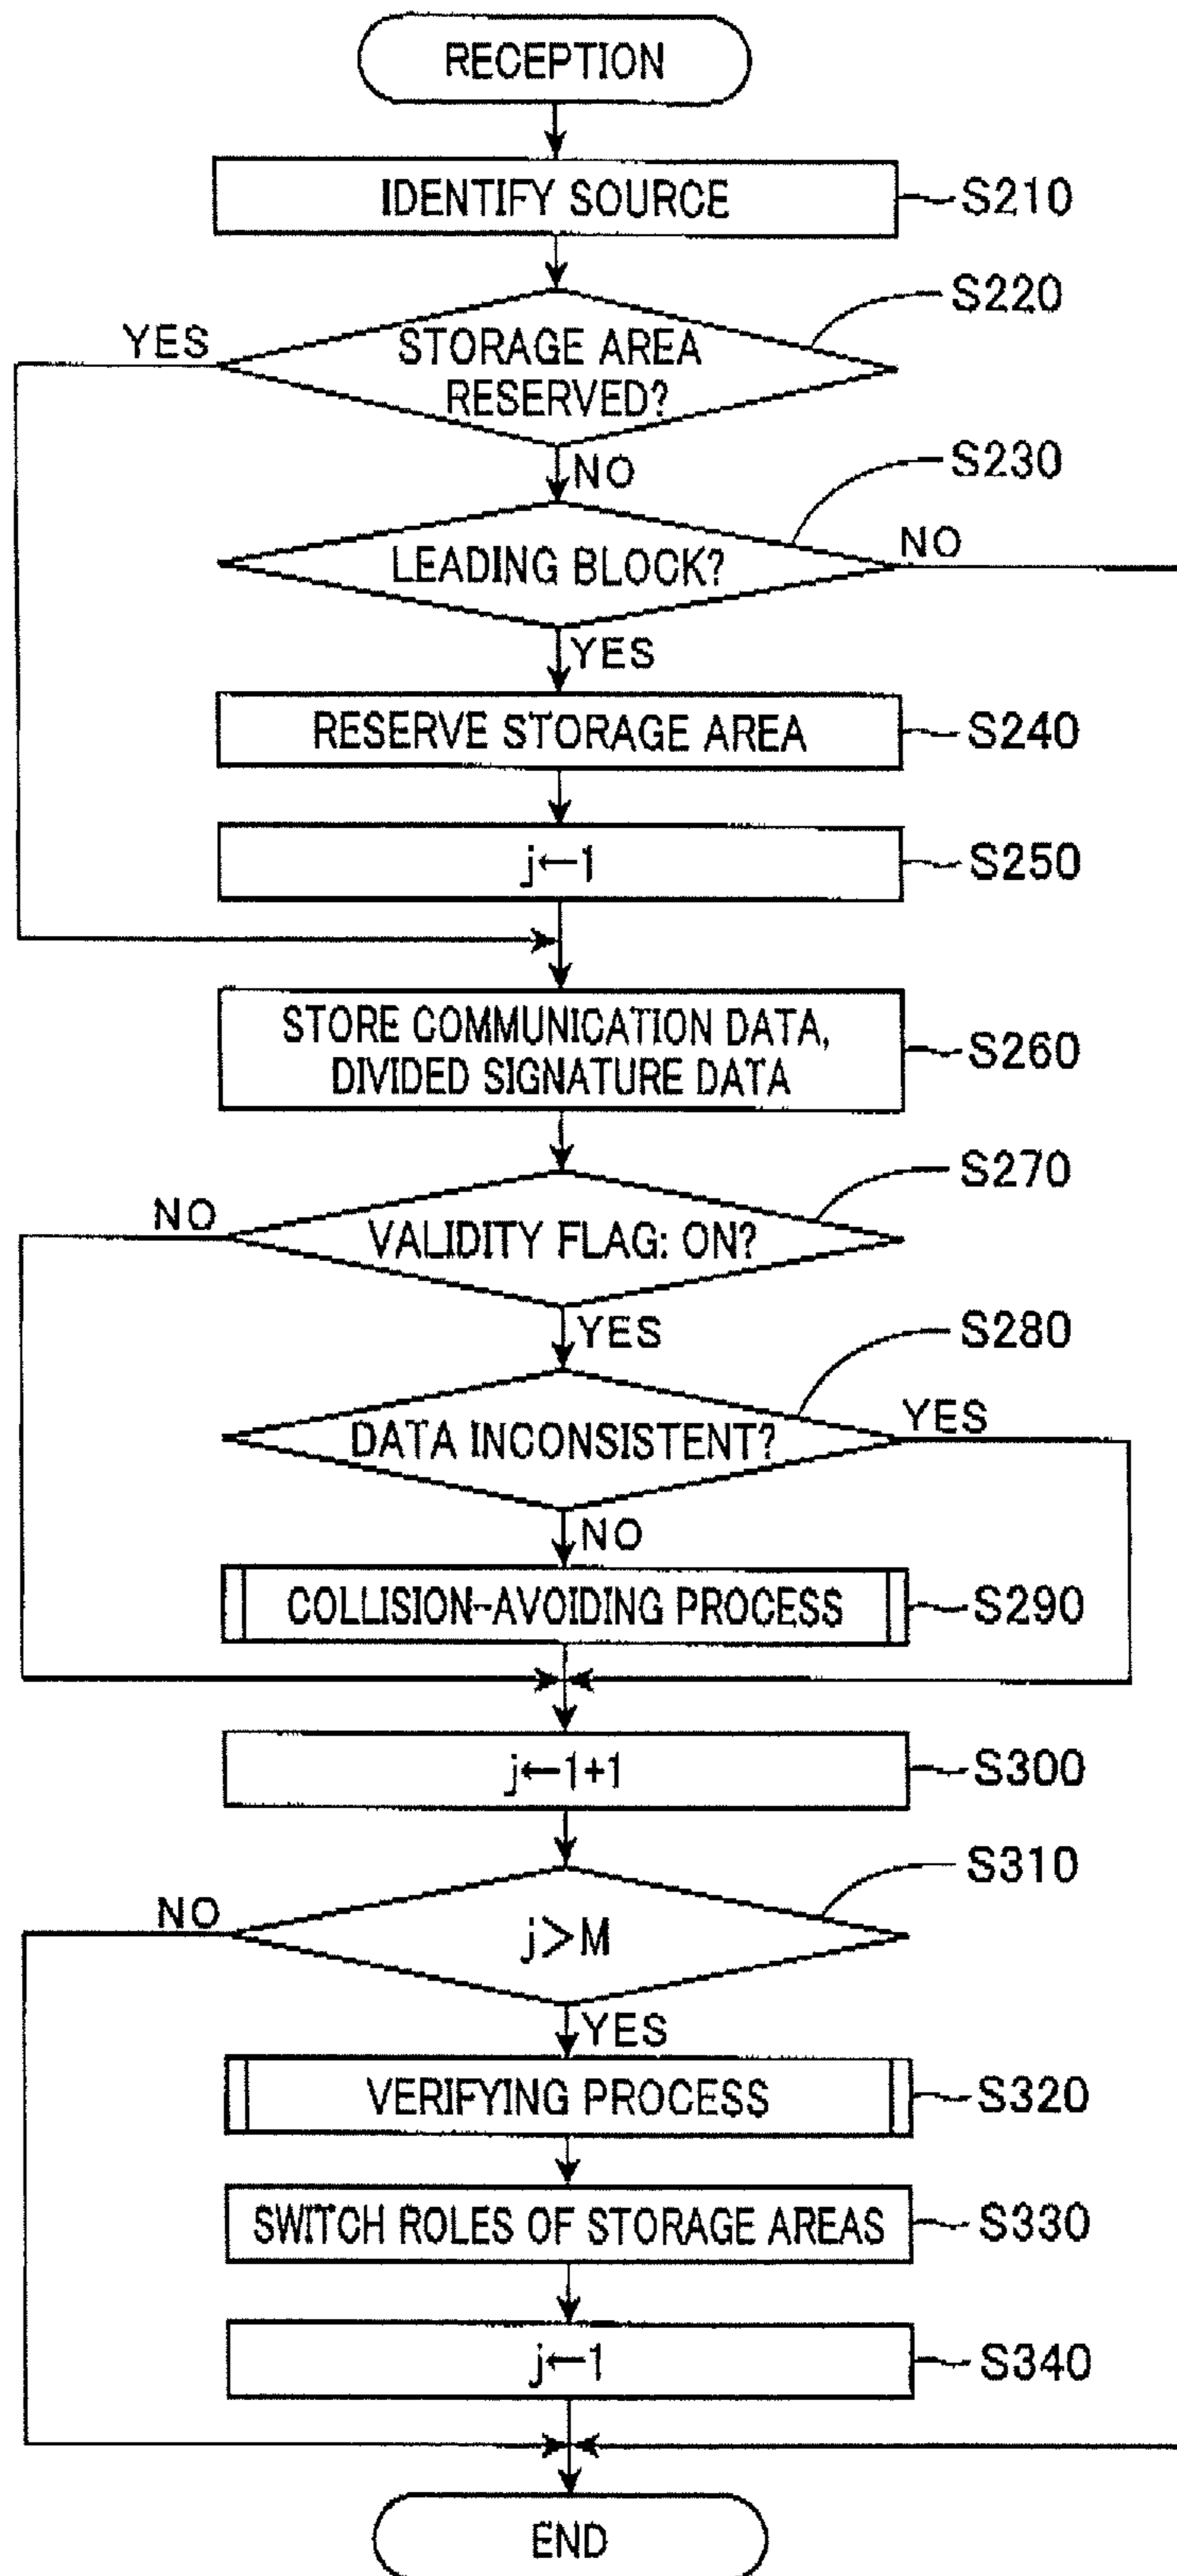 RECEPTION
IDENTIFY SOURCE
S210
S220
YES
STORAGE AREA
RESERVED?
NO
S230
LEADING BLOCK?
NO
YES
RESERVE STORAGE AREA
S240
j←1
S250
STORE COMMUNICATION DATA,
DIVIDED SIGNATURE DATA
S260
S270
NO
VALIDITY FLAG: ON?
YES
S280
DATA INCONSISTENT?
YES
NO
COLLISION-AVOIDING PROCESS
S290
j←1+1
S300
S310
NO
j>M
YES
VERIFYING PROCESS
S320
SWITCH ROLES OF STORAGE AREAS
S330
j←1
S340
END